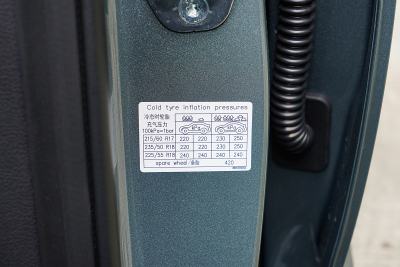 Cold tyre inflation pressures
冷态时轮胎
充气压力
100kPa=1bar
215/60 R17 220 220 230 250
235/50 R18 220 220 230 250
225/55 R18 240 240 240 240
spare wheel/备胎 420